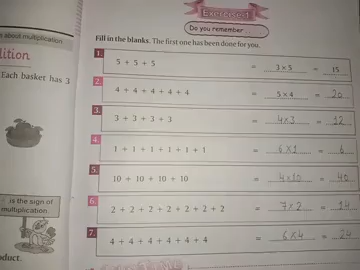 Exercise 1
Do you remember
s about multiplication
lition
Each basket has 3
- is the sign of
multiplication.
duct.
Fill in the blanks. The first one has been done for you.
1. 5 + 5 + 5 = 3 × 5 = 15
2. 4 + 4 + 4 + 4 + 4 = 5 × 4 = 20
3. 3 + 3 + 3 + 3 = 4 × 3 = 12
4. 1 + 1 + 1 + 1 + 1 + 1 = 6 × 1 = 6
5. 10 + 10 + 10 + 10 = 4 × 10 = 40
6. 2 + 2 + 2 + 2 + 2 + 2 + 2 = 7 × 2 = 14
7. 4 + 4 + 4 + 4 + 4 + 4 = 6 × 4 = 24